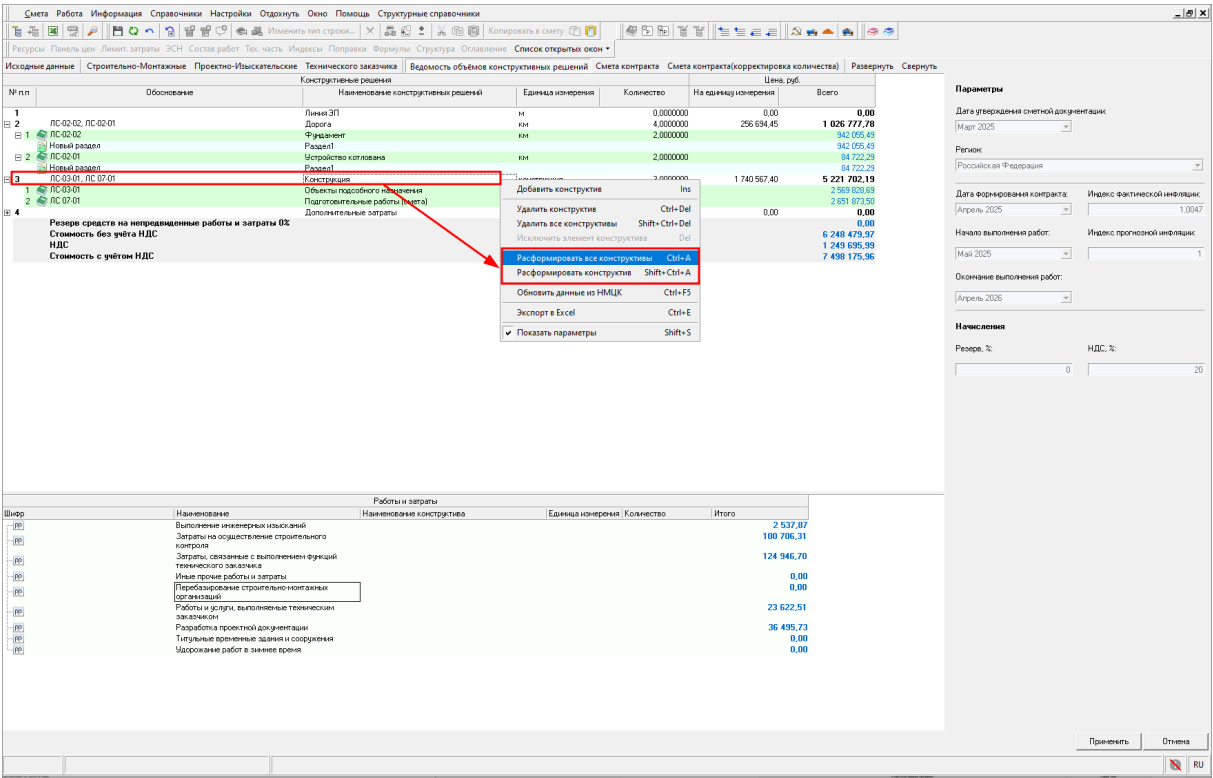 Смета Работа Информация Справочники Настройки Отдохнуть Окно Помощь Структурные справочники
Изменить тип строки... Копировать в смету
Ресурсы Панель цен Лимит.затраты ЭСН Состав работ Тех. часть Индексы Поправки Формулы Структура Оглавление Список открытых окон
Исходные данные Строительно-Монтажные Проектно-Изыскательские Технического заказчика Ведомость объёмов конструктивных решений Смета контракта Смета контракта(корректировка количества) Развернуть Свернуть
Конструктивные решения Цена, руб.
№ п.п Обоснование Наименование конструктивных решений Единица измерения Количество На единицу измерения Всего
1 Линия ЭП м 0,0000000 0,00 0,00
2 ЛС-02-02, ЛС-02-01 Дорога км 4,0000000 256 694,45 1 026 777,78
1 ЛС-02-02 Фундамент км 2,0000000 942 055,49
Новый раздел Раздел1 942 055,49
2 ЛС-02-01 Устройство котлована км 2,0000000 84 722,29
Новый раздел Раздел1 84 722,29
3 ЛС-03-01, ЛС 07-01 Конструкция конструкция 3,0000000 1 740 567,40 5 221 702,19
1 ЛС-03-01 Объекты подсобного назначения 2 569 828,69
2 ЛС 07-01 Подготовительные работы (смета) 2 651 873,50
4 Дополнительные затраты 0,00 0,00
Резерв средств на непредвиденные работы и затраты 0% 0,00
Стоимость без учёта НДС 6 248 479,97
НДС 1 249 695,99
Стоимость с учётом НДС 7 498 175,96
Добавить конструктив Ins
Удалить конструктив Ctrl+Del
Удалить все конструктивы Shift+Ctrl+Del
Исключить элемент конструктива Del
Расформировать все конструктивы Ctrl+A
Расформировать конструктив Shift+Ctrl+A
Обновить данные из НМЦК Ctrl+F5
Экспорт в Excel Ctrl+E
Показать параметры Shift+S
Параметры
Дата утверждения сметной документации:
Март 2025
Регион:
Российская Федерация
Дата формирования контракта: Индекс фактической инфляции:
Апрель 2025 1,0047
Начало выполнения работ: Индекс прогнозной инфляции:
Май 2025 1
Окончание выполнения работ:
Апрель 2026
Начисления
Резерв, %: НДС, %:
0 20
Работы и затраты
Шифр Наименование Наименование конструктива Единица измерения Количество Итого
РР Выполнение инженерных изысканий 2 537,87
РР Затраты на осуществление строительного 100 706,31
контроля
РР Затраты, связанные с выполнением функций 124 946,70
технического заказчика
РР Иные прочие работы и затраты 0,00
РР Перебазирование строительно-монтажных 0,00
организаций
РР Работы и услуги, выполняемые техническим 23 622,51
заказчиком
РР Разработка проектной документации 36 495,73
РР Титульные временные здания и сооружения 0,00
РР Удорожание работ в зимнее время 0,00
Применить Отмена
RU